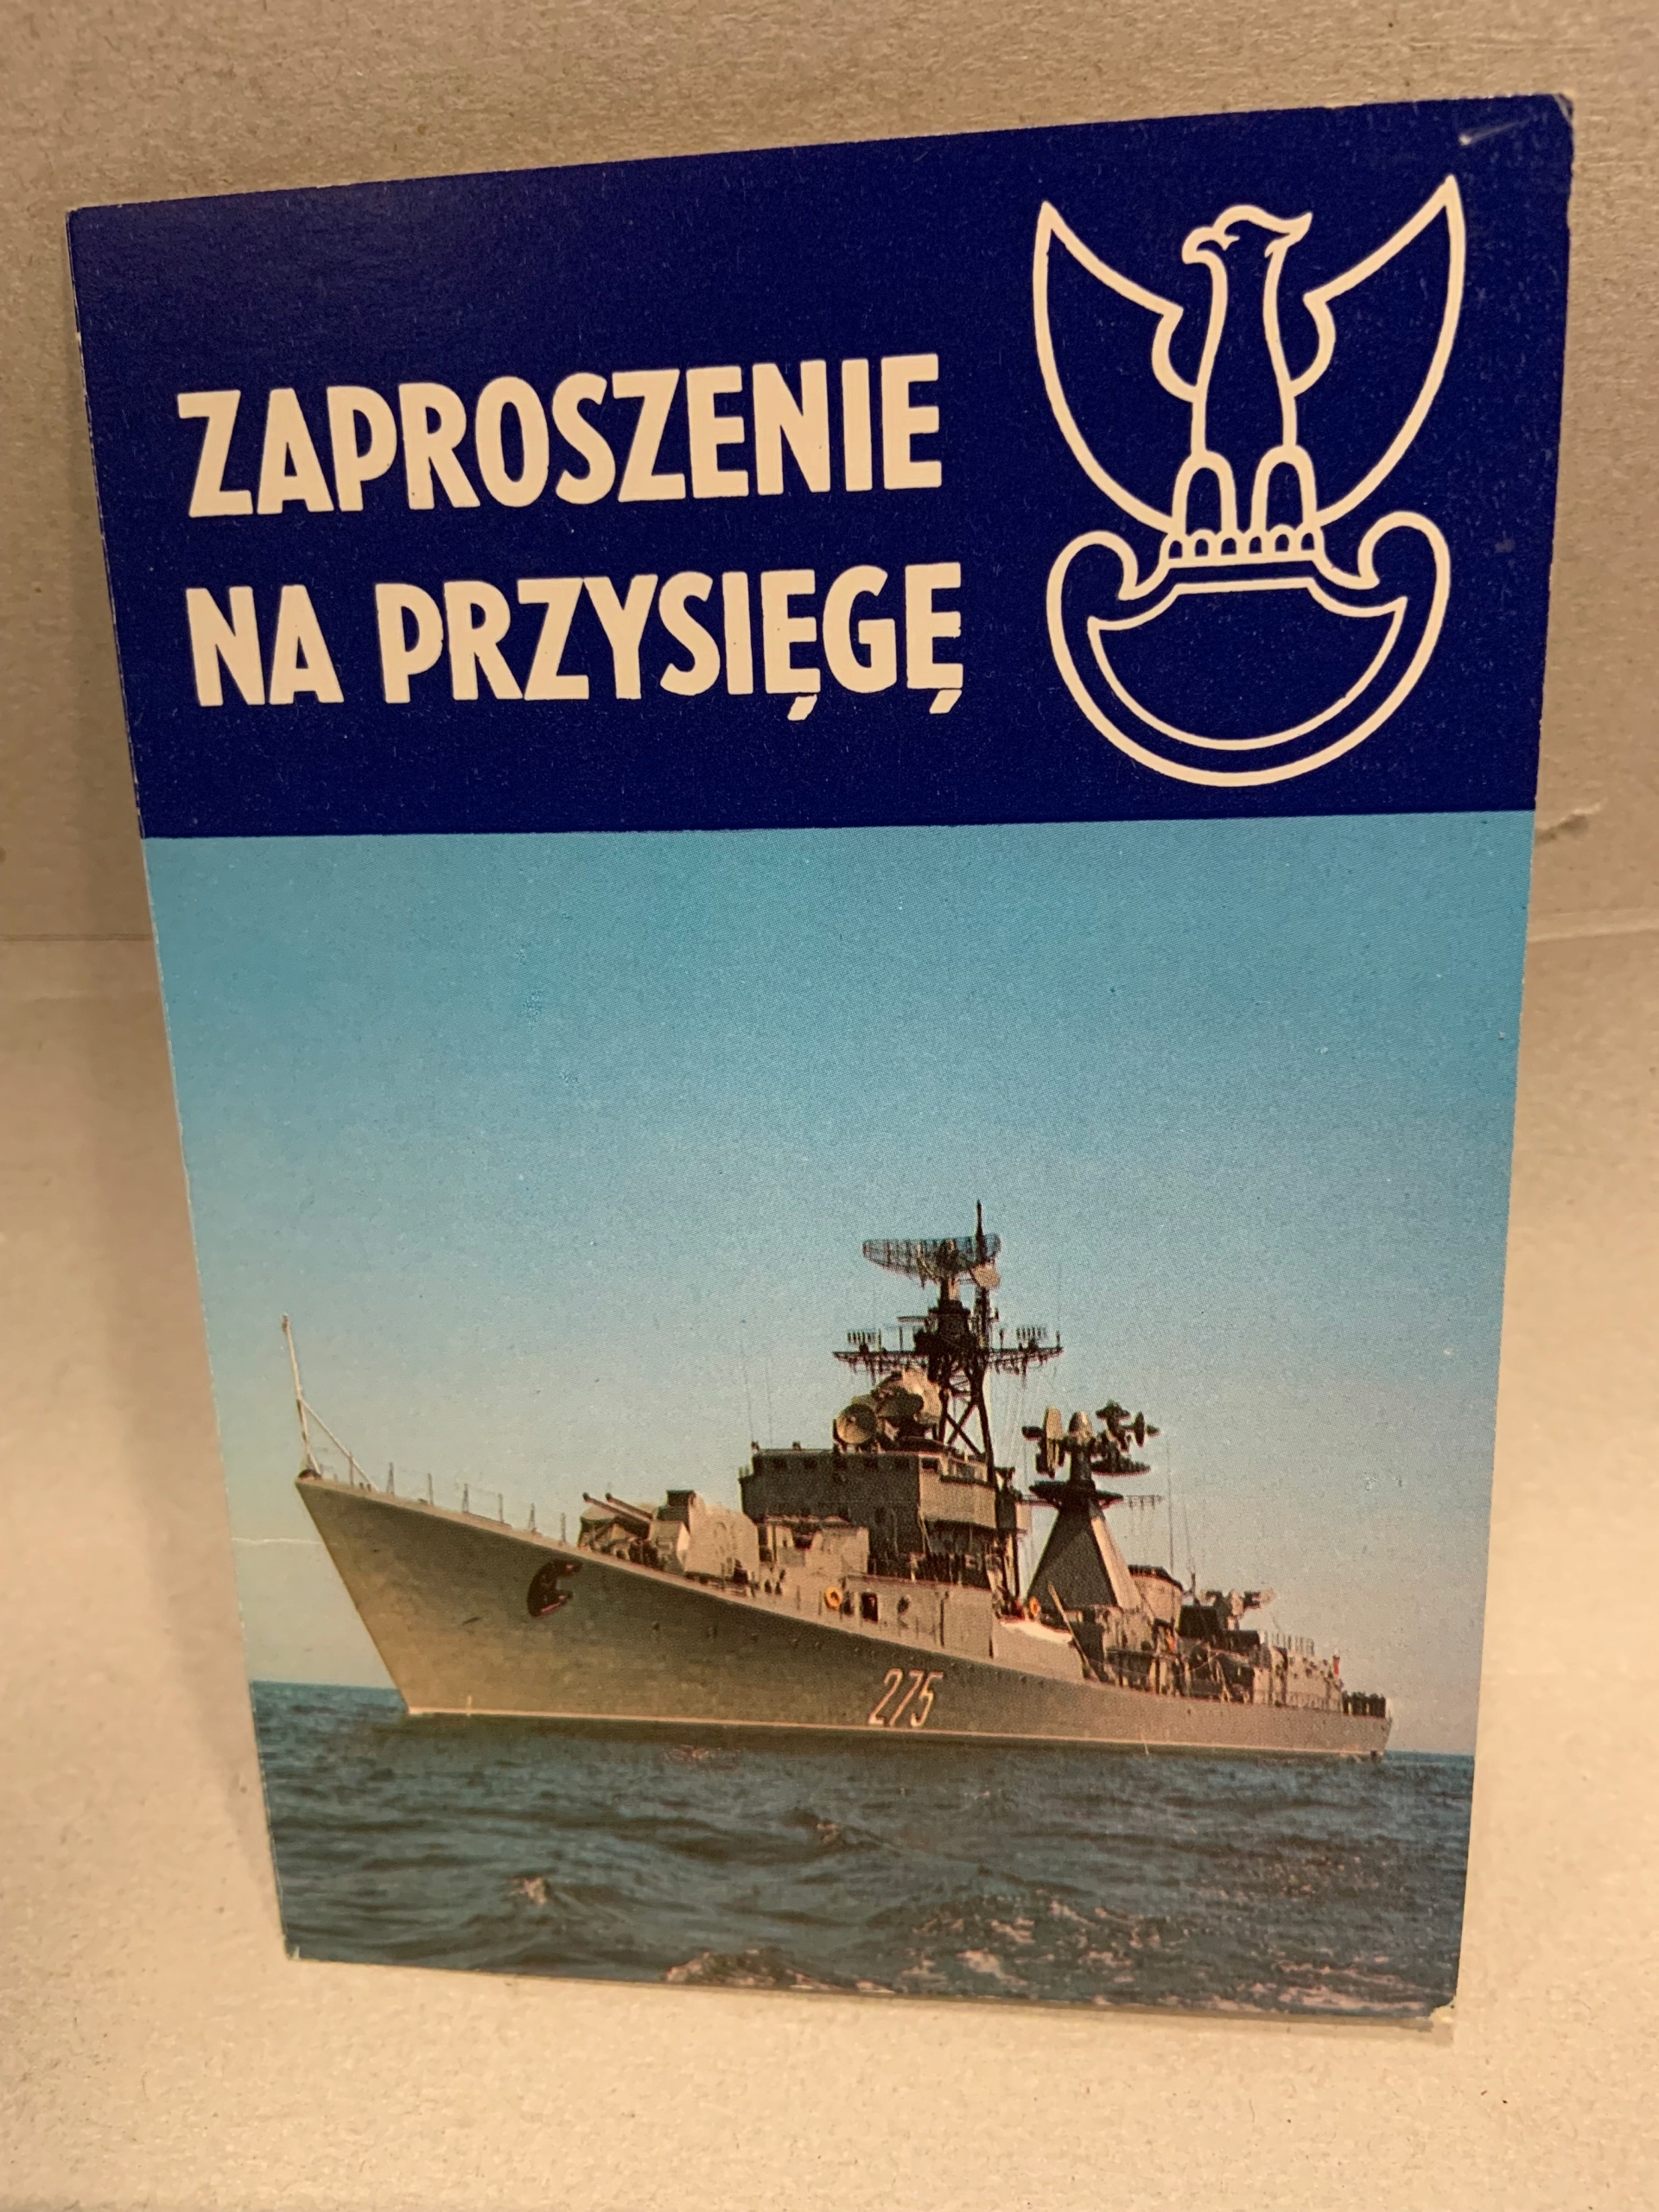 ZAPROSZENIE
NA PRZYSIĘGĘ
275